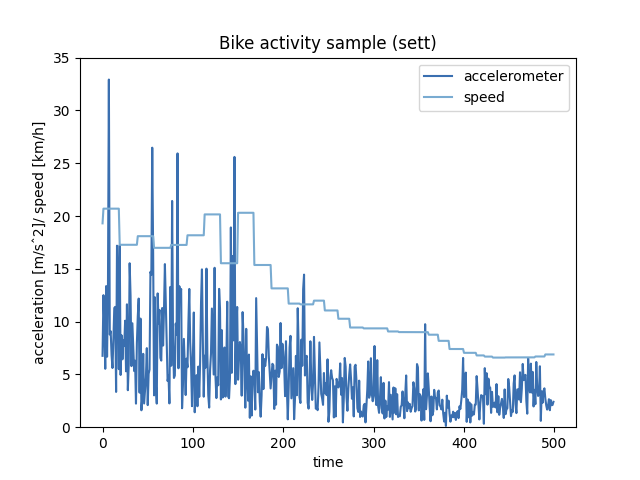 Bike activity sample (sett)
accelerometer
speed
35
30
25
20
15
10
5
0
acceleration [m/s^2]/ speed [km/h]
0 100 200 300 400 500
time